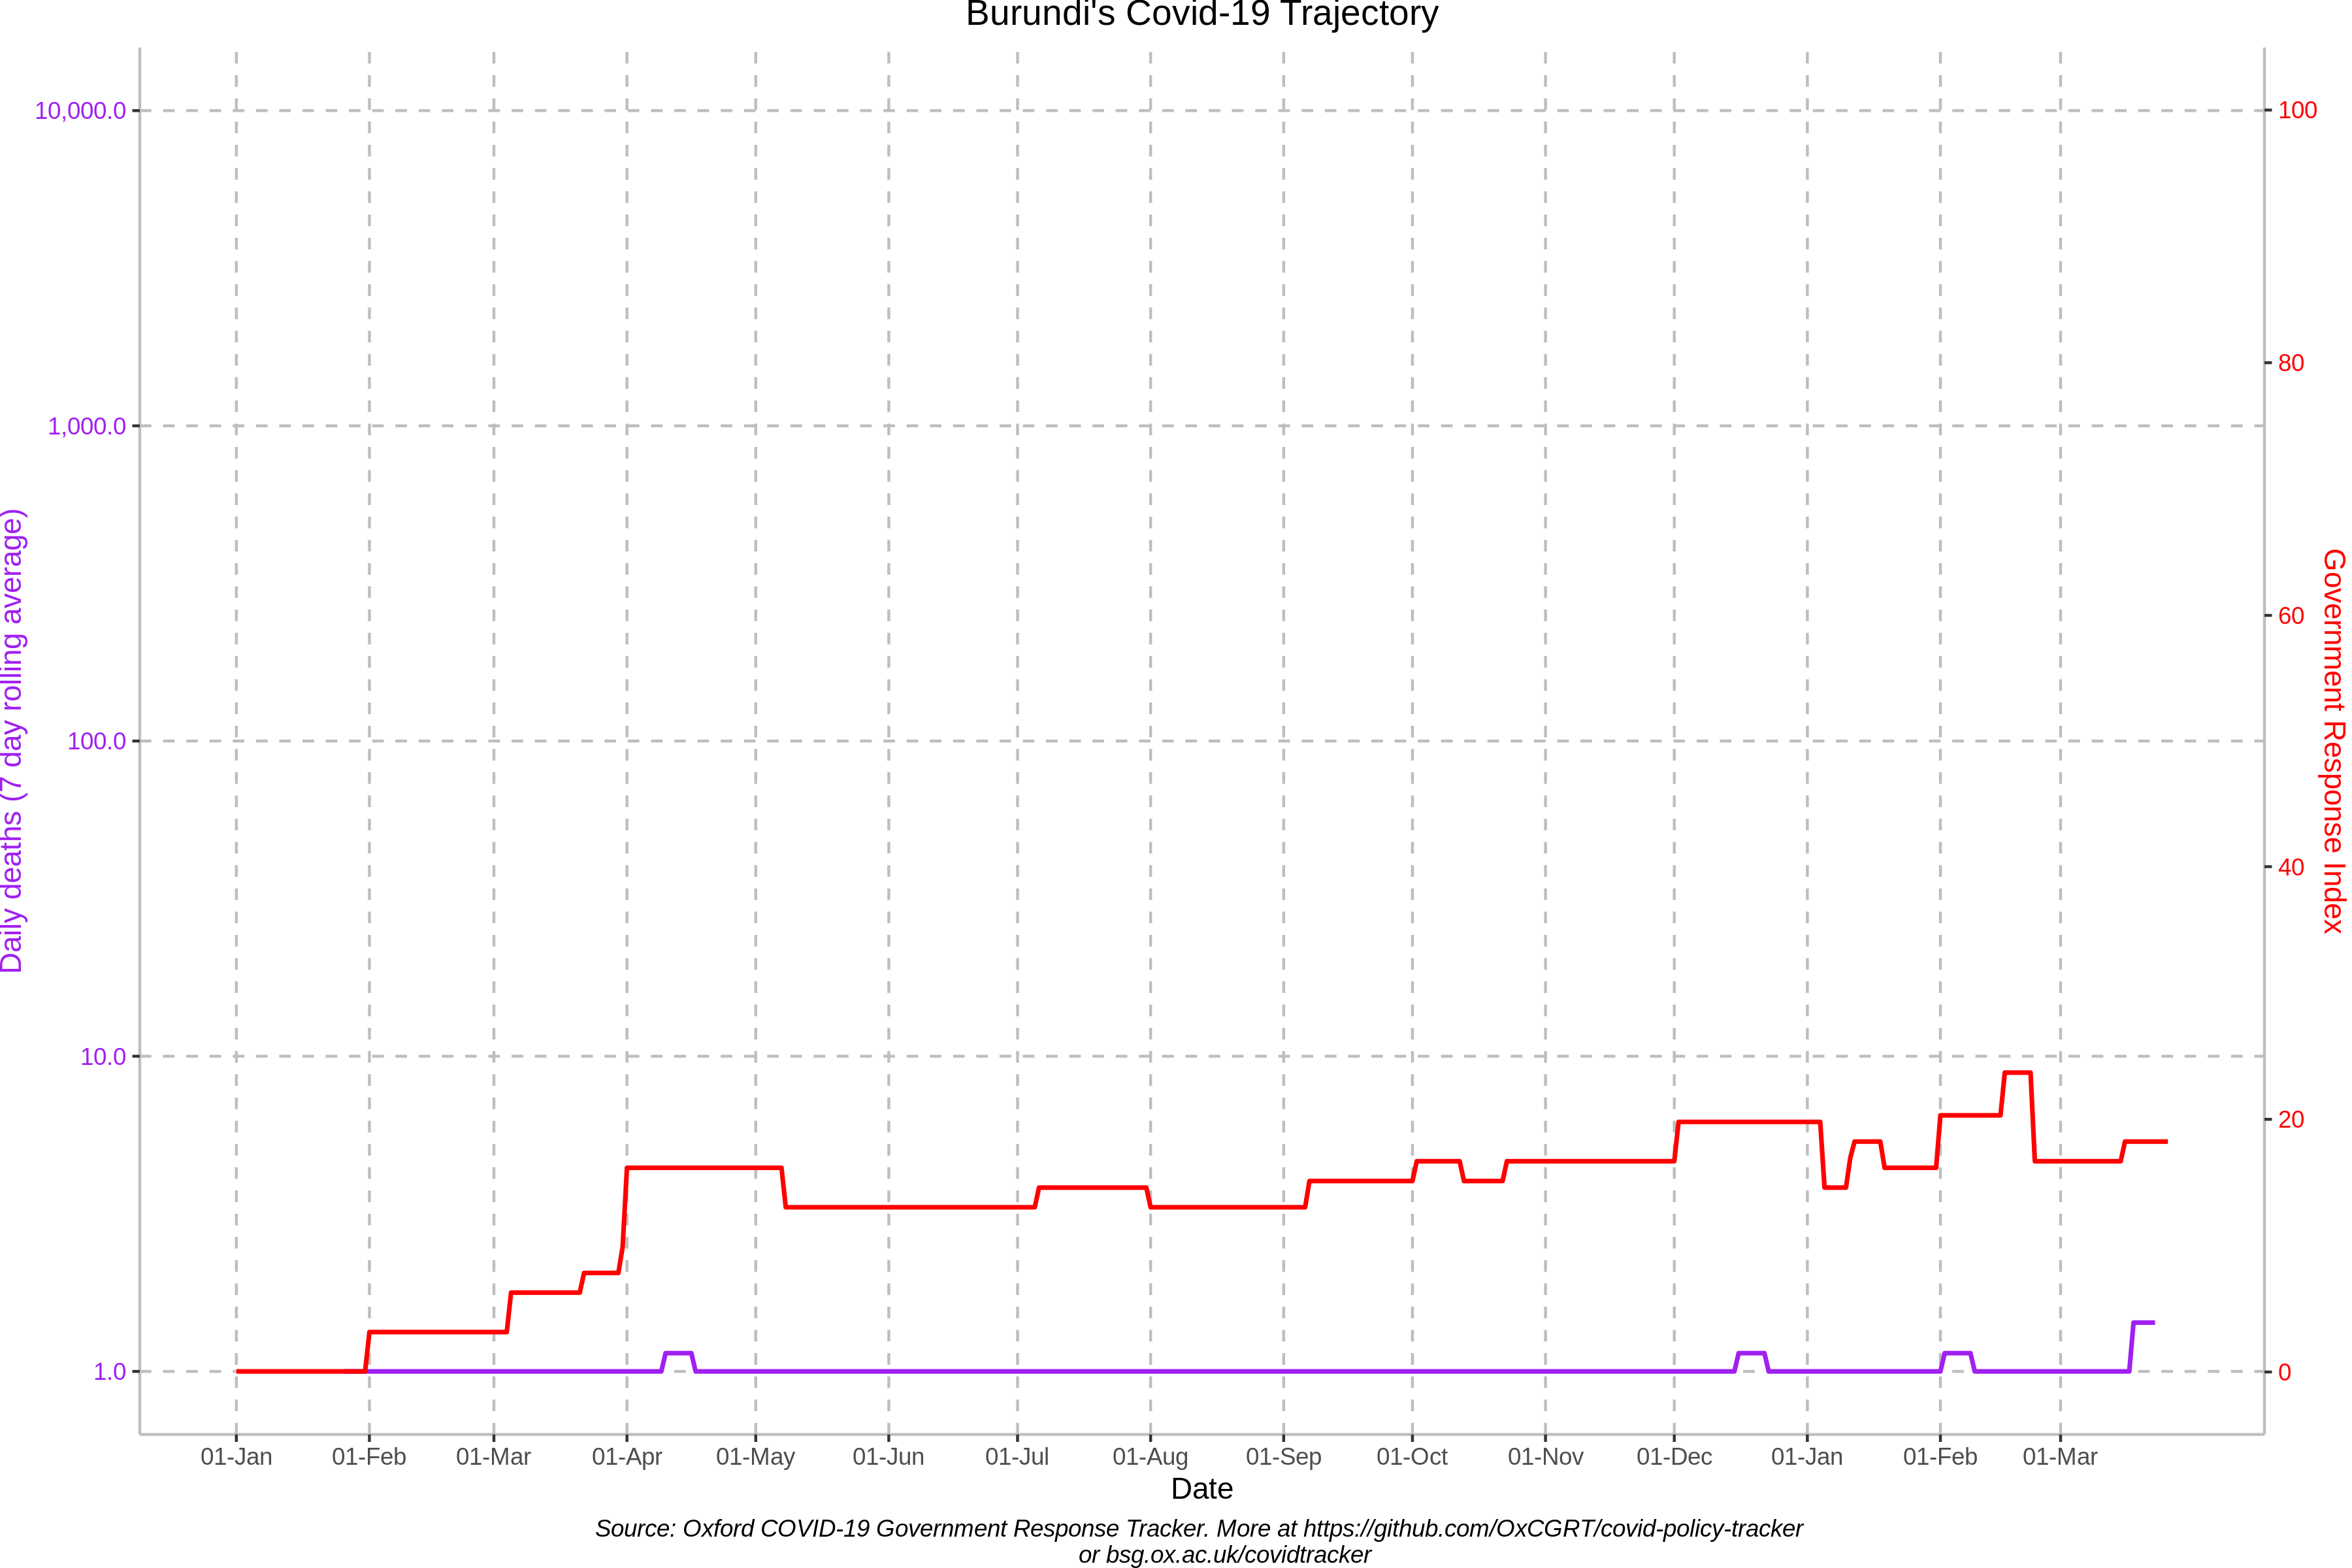 Burundi's Covid-19 Trajectory
10,000.0
1,000.0
100.0
10.0
1.0
Daily deaths (7 day rolling average)
100
80
60
40
20
0
Government Response Index
01-Jan 01-Feb 01-Mar 01-Apr 01-May 01-Jun 01-Jul 01-Aug 01-Sep 01-Oct 01-Nov 01-Dec 01-Jan 01-Feb 01-Mar
Date
Source: Oxford COVID-19 Government Response Tracker. More at https://github.com/OxCGRT/covid-policy-tracker
or bsg.ox.ac.uk/covidtracker